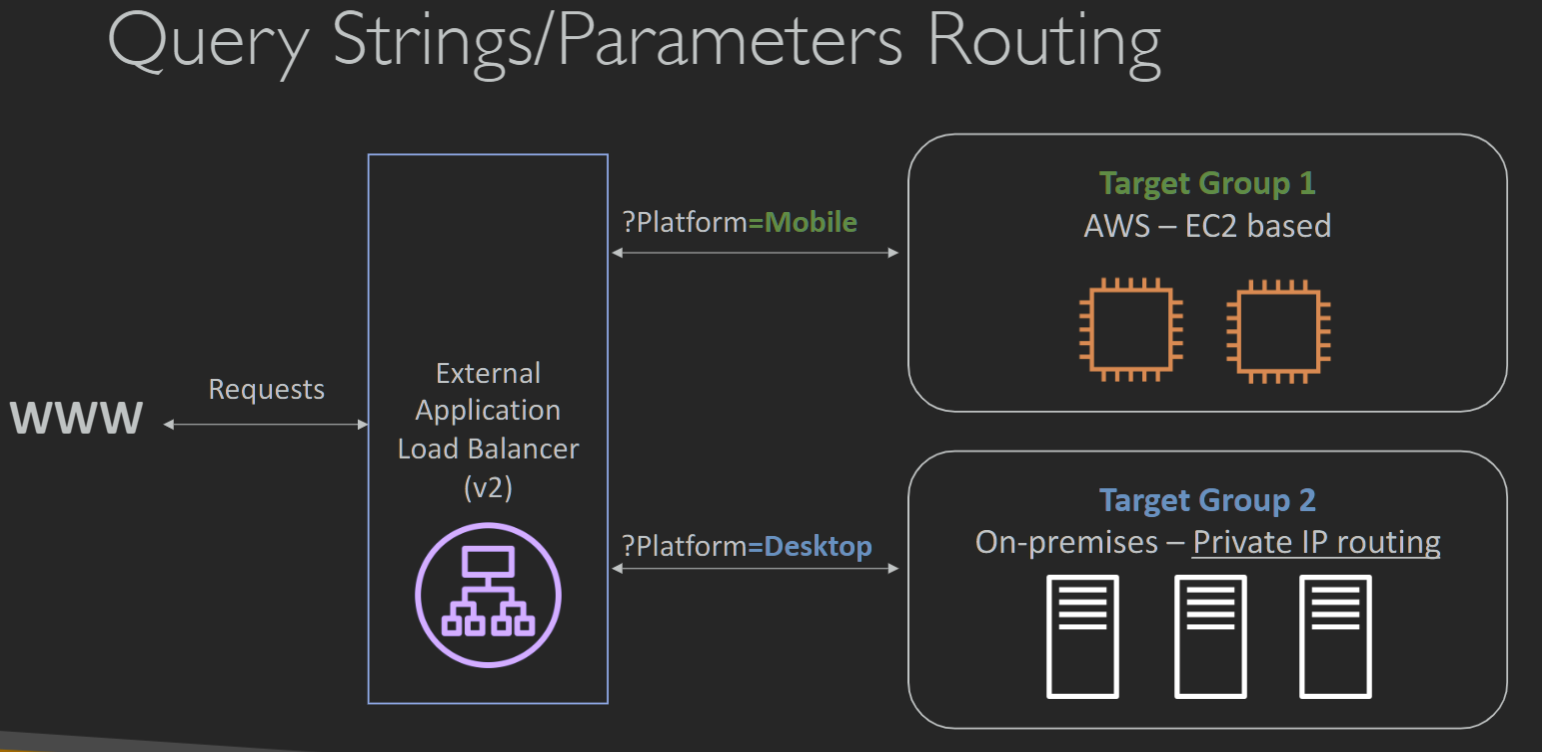 Query Strings/Parameters Routing
WWW
Requests
External
Application
Load Balancer
(v2)
?Platform=Mobile
?Platform=Desktop
Target Group 1
AWS – EC2 based
Target Group 2
On-premises – Private IP routing